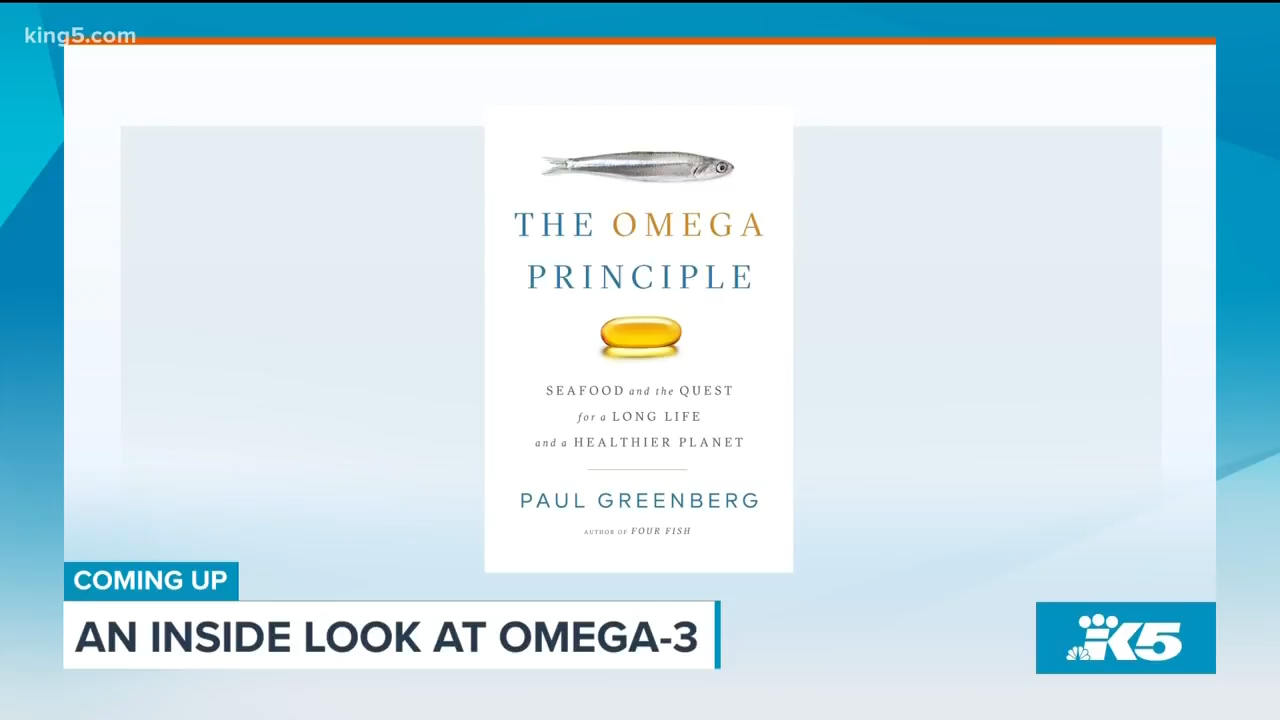 king5.com
THE OMEGA
PRINCIPLE
SEAFOOD and the QUEST
for a LONG LIFE
and a HEALTHIER PLANET
PAUL GREENBERG
AUTHOR OF FOUR FISH
COMING UP
AN INSIDE LOOK AT OMEGA-3
K5